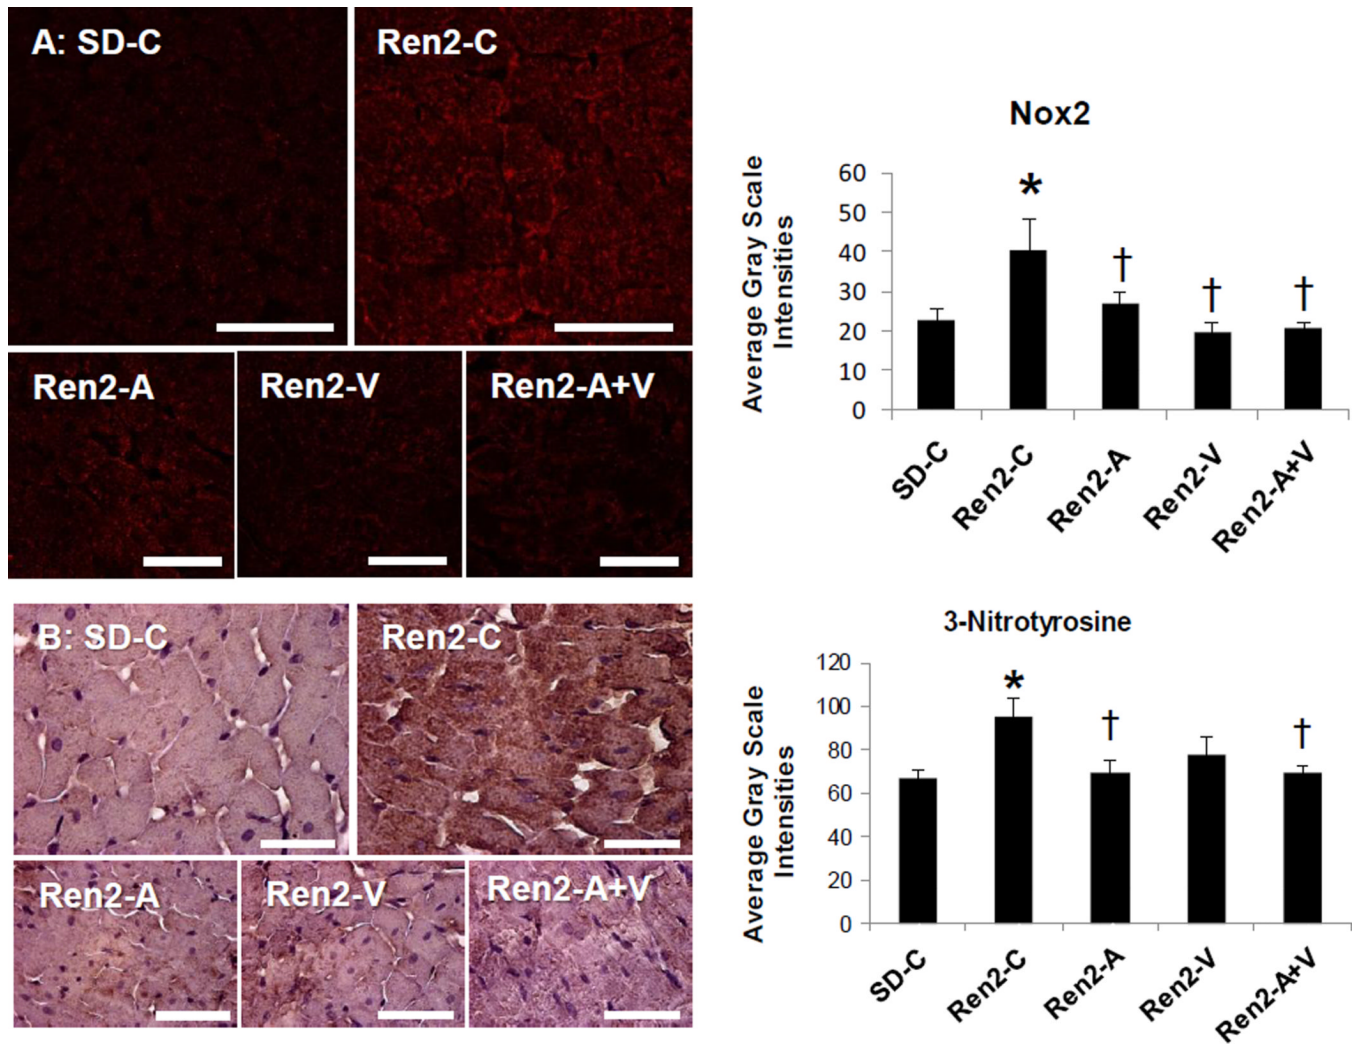 A: SD-C
Ren2-C
Ren2-A
Ren2-V
Ren2-A+V
Nox2
Average Gray Scale
Intensities
60
50
40
30
20
10
0
*
†
†
†
SD-C
Ren2-C
Ren2-A
Ren2-V
Ren2-A+V
B: SD-C
Ren2-C
Ren2-A
Ren2-V
Ren2-A+V
3-Nitrotyrosine
Average Gray Scale
Intensities
120
100
80
60
40
20
0
*
†
†
SD-C
Ren2-C
Ren2-A
Ren2-V
Ren2-A+V